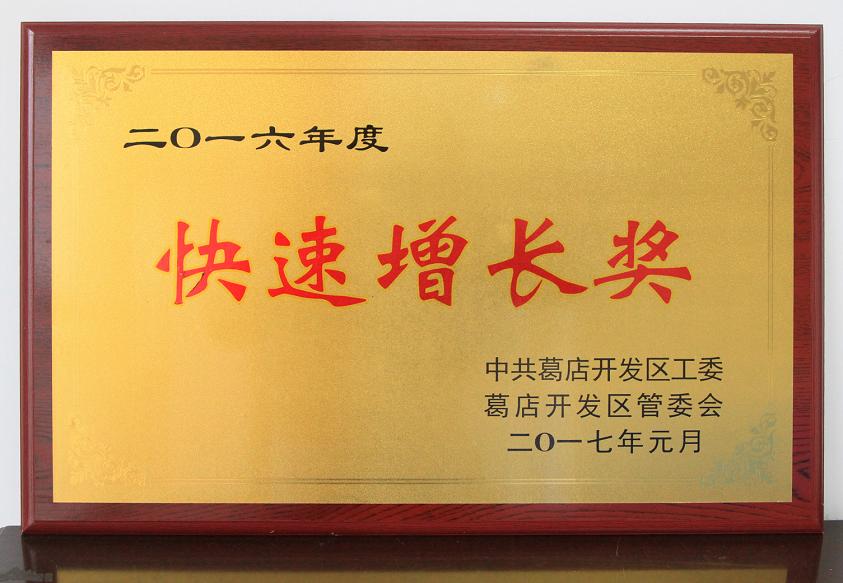 二〇一六年度
快速增长奖
中共葛店开发区工委
葛店开发区管委会
二〇一七年元月